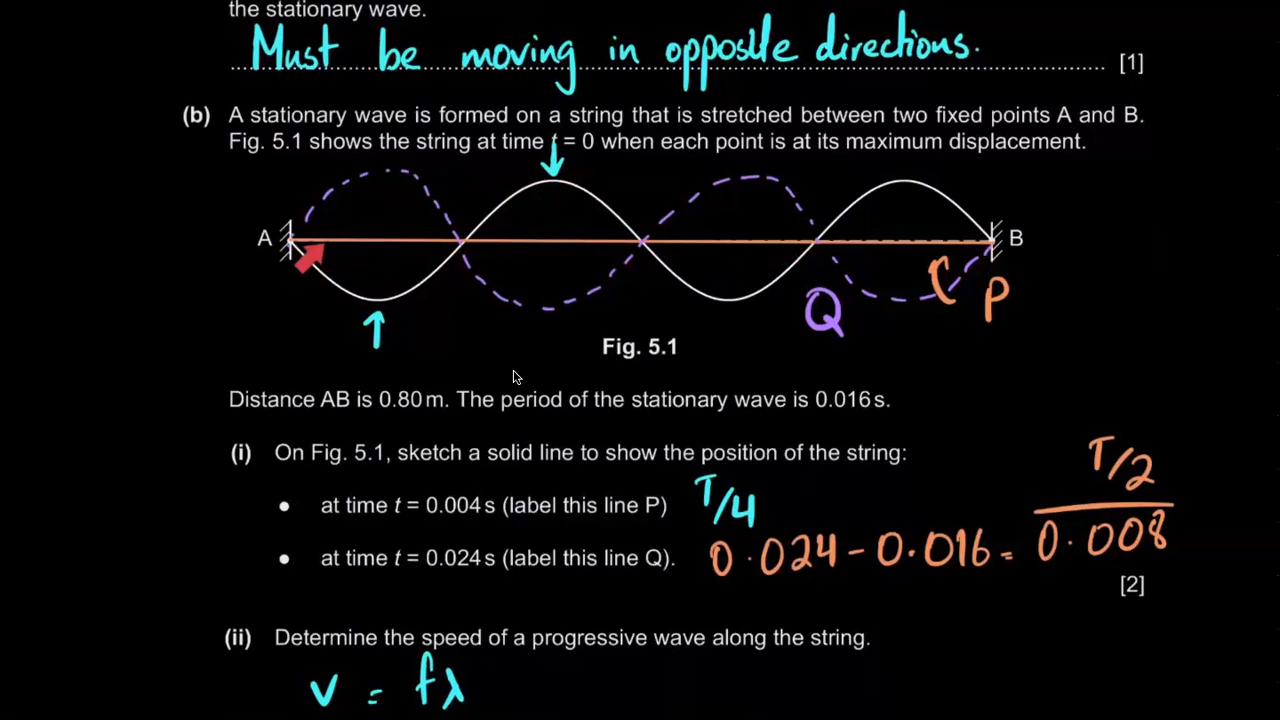 the stationary wave.
Must be moving in opposite directions.
[1]
(b) A stationary wave is formed on a string that is stretched between two fixed points A and B.
Fig. 5.1 shows the string at time t = 0 when each point is at its maximum displacement.
A
B
Q
P
Fig. 5.1
Distance AB is 0.80 m. The period of the stationary wave is 0.016 s.
(i) On Fig. 5.1, sketch a solid line to show the position of the string:
T/2
• at time t = 0.004 s (label this line P) T/4
• at time t = 0.024 s (label this line Q). 0.024 - 0.016 = 0.008
[2]
(ii) Determine the speed of a progressive wave along the string.
v = fλ